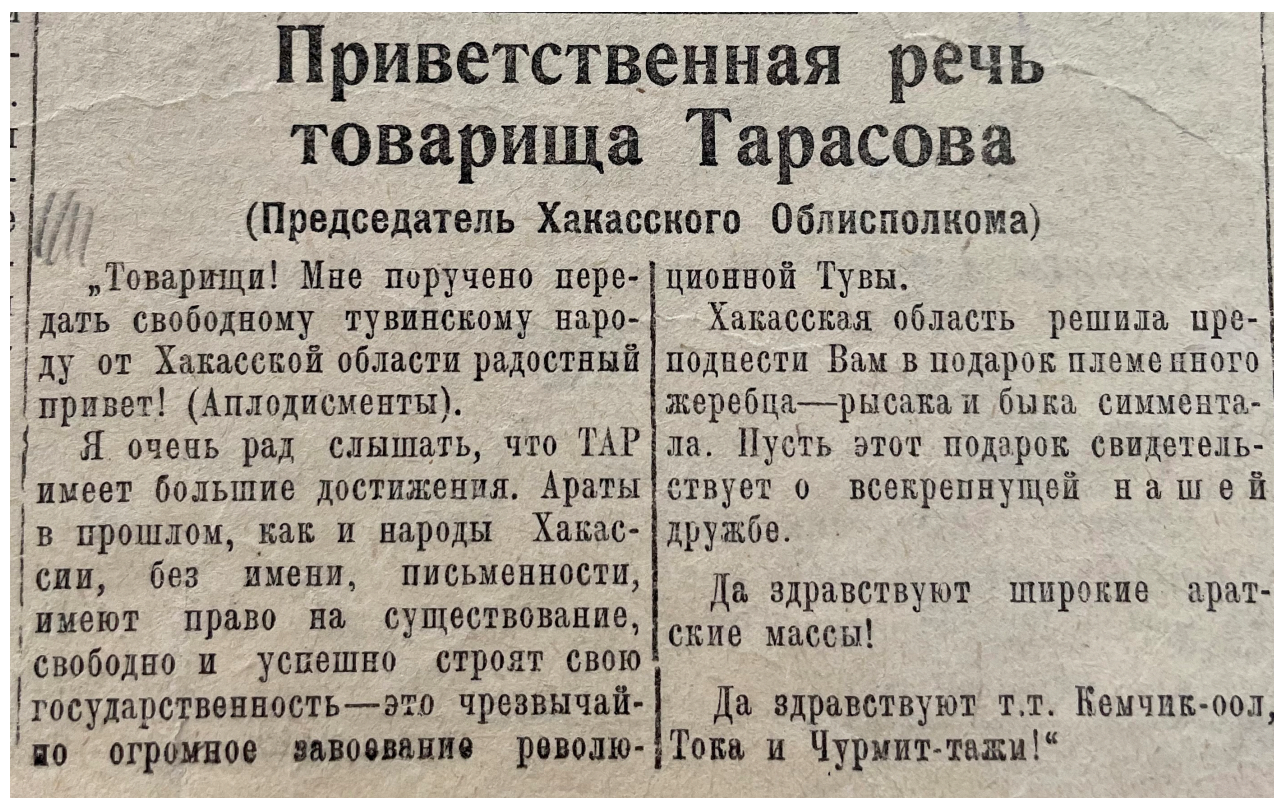 Приветственная речь
товарища Тарасова
(Председатель Хакасского Облисполкома)
„Товарищи! Мне поручено пере-
дать свободному тувинскому наро-
ду от Хакасской области радостный
привет! (Аплодисменты).
Я очень рад слышать, что ТАР
имеет большие достижения. Араты
в прошлом, как и народы Хакас-
сии, без имени, письменности,
имеют право на существование,
свободно и успешно строят свою
государственность—это чрезвычай-
но огромное завоевание револю-
ционной Тувы.
Хакасская область решила пре-
поднести Вам в подарок племенного
жеребца—рысака и быка симмента-
ла. Пусть этот подарок свидетель-
ствует о всекрепнущей нашей
дружбе.
Да здравствуют широкие арат-
ские массы!
Да здравствуют т.т. Кемчик-оол,
Тока и Чурмит-тажи!“